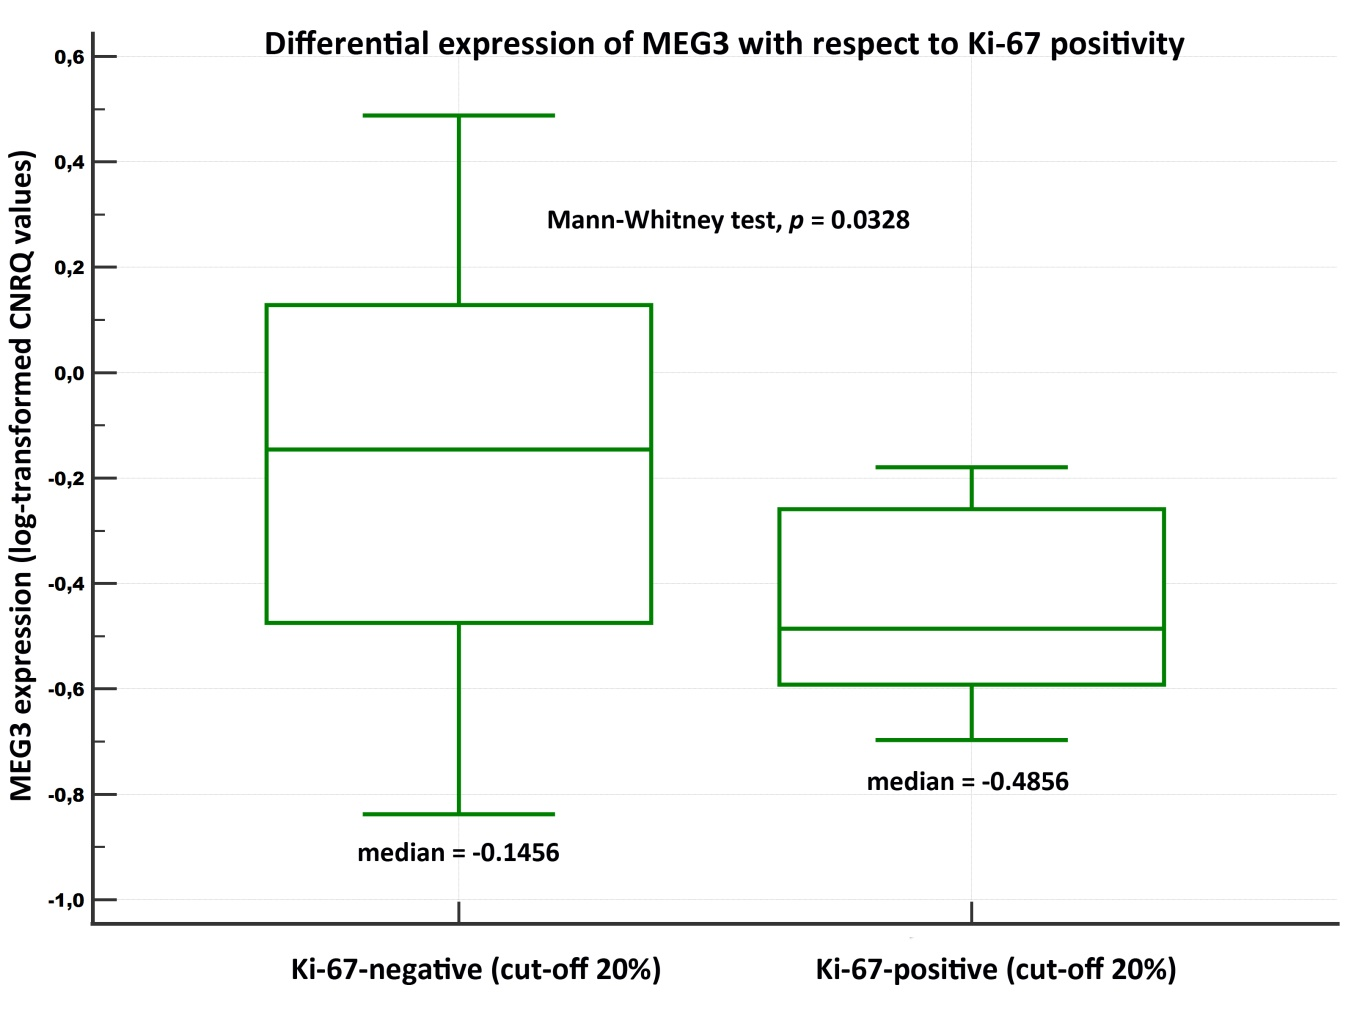 Differential expression of MEG3 with respect to Ki-67 positivity
MEG3 expression (log-transformed CNRQ values)
0,6
0,4
0,2
0,0
-0,2
-0,4
-0,6
-0,8
-1,0
Mann-Whitney test, p = 0.0328
median = -0.4856
median = -0.1456
Ki-67-negative (cut-off 20%)
Ki-67-positive (cut-off 20%)